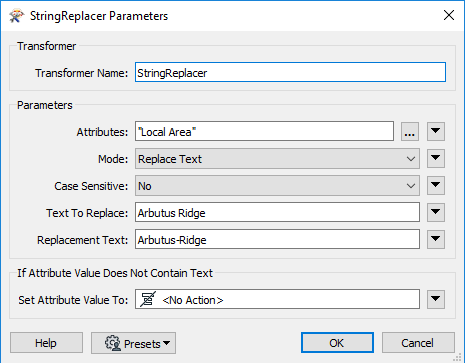 StringReplacer Parameters
Transformer
Transformer Name: StringReplacer
Parameters
Attributes: "Local Area" ...
Mode: Replace Text
Case Sensitive: No
Text To Replace: Arbutus Ridge
Replacement Text: Arbutus-Ridge
If Attribute Value Does Not Contain Text
Set Attribute Value To: <No Action>
Help Presets OK Cancel